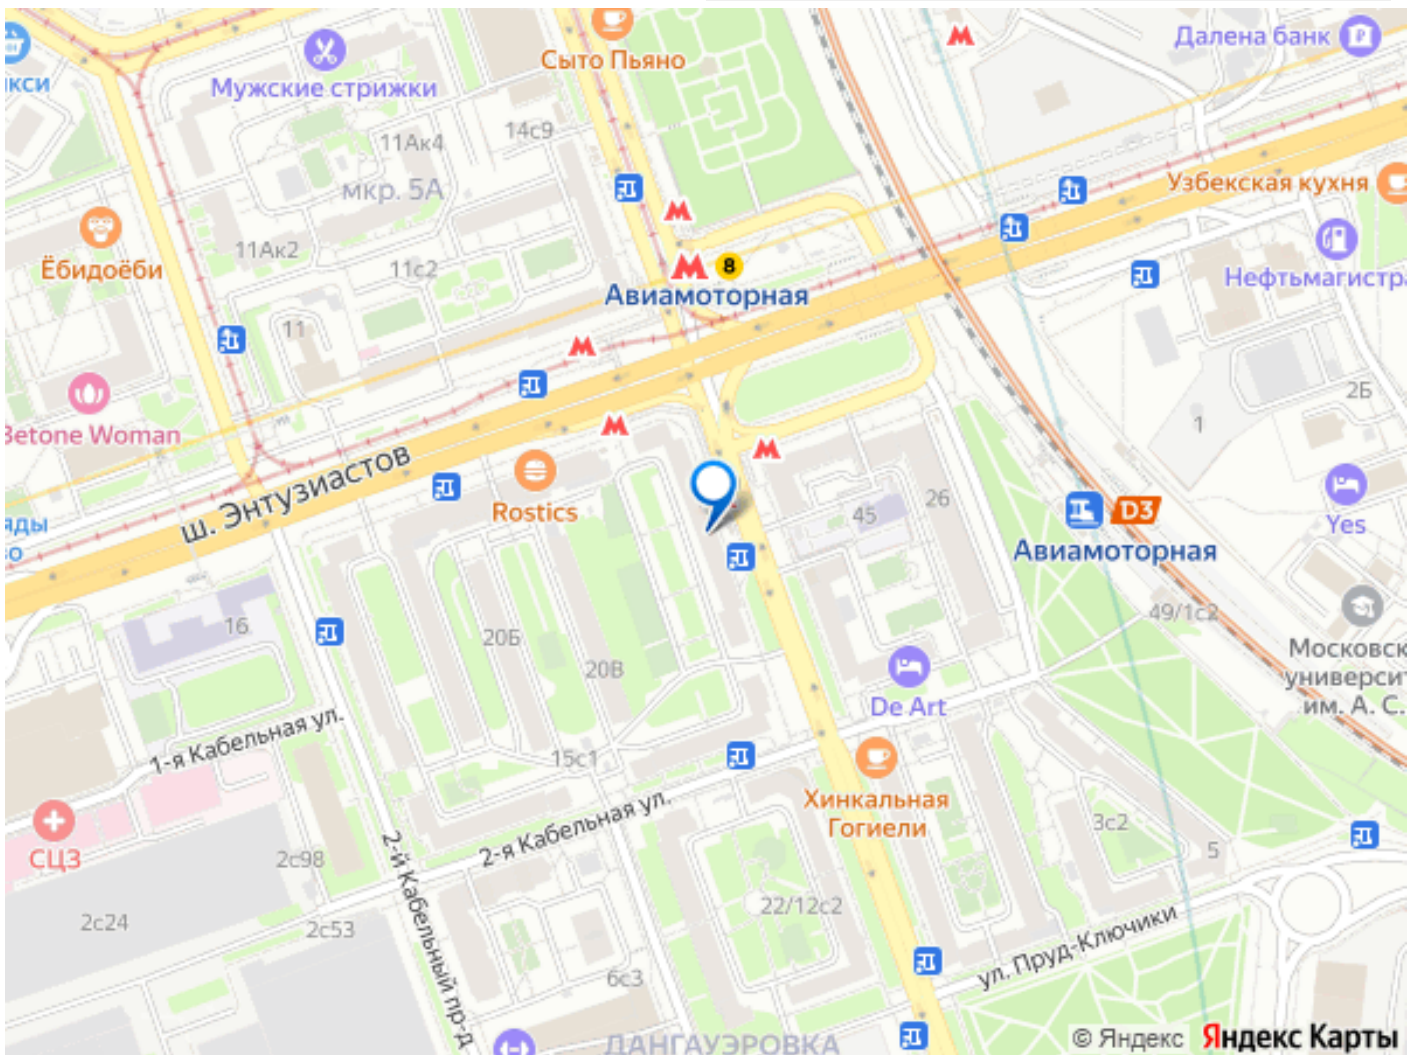 Далена банк
Сыто Пьяно
кси
Мужские стрижки
14с9
11Ак4
мкр. 5А
Узбекская кухня
Ёбидоёби
11Ак2
11с2
8
Авиамоторная
Нефтьмагистра
11
2Б
Betone Woman
1
ш. Энтузиастов
Rostics
26
45
D3
Yes
яды
о
Авиамоторная
49/1с2
16
20Б
20В
Московск
университ
им. А. С.
De Art
1-я Кабельная ул.
15с1
Хинкальная
Гогиели
2-я Кабельная ул.
3с2
5
СЦЗ
2с98
2-й Кабельный пр-д
22/12с2
2с24
2с53
ул. Пруд-Ключики
6с3
ДАНГАУЭРОВКА
© Яндекс Яндекс Карты